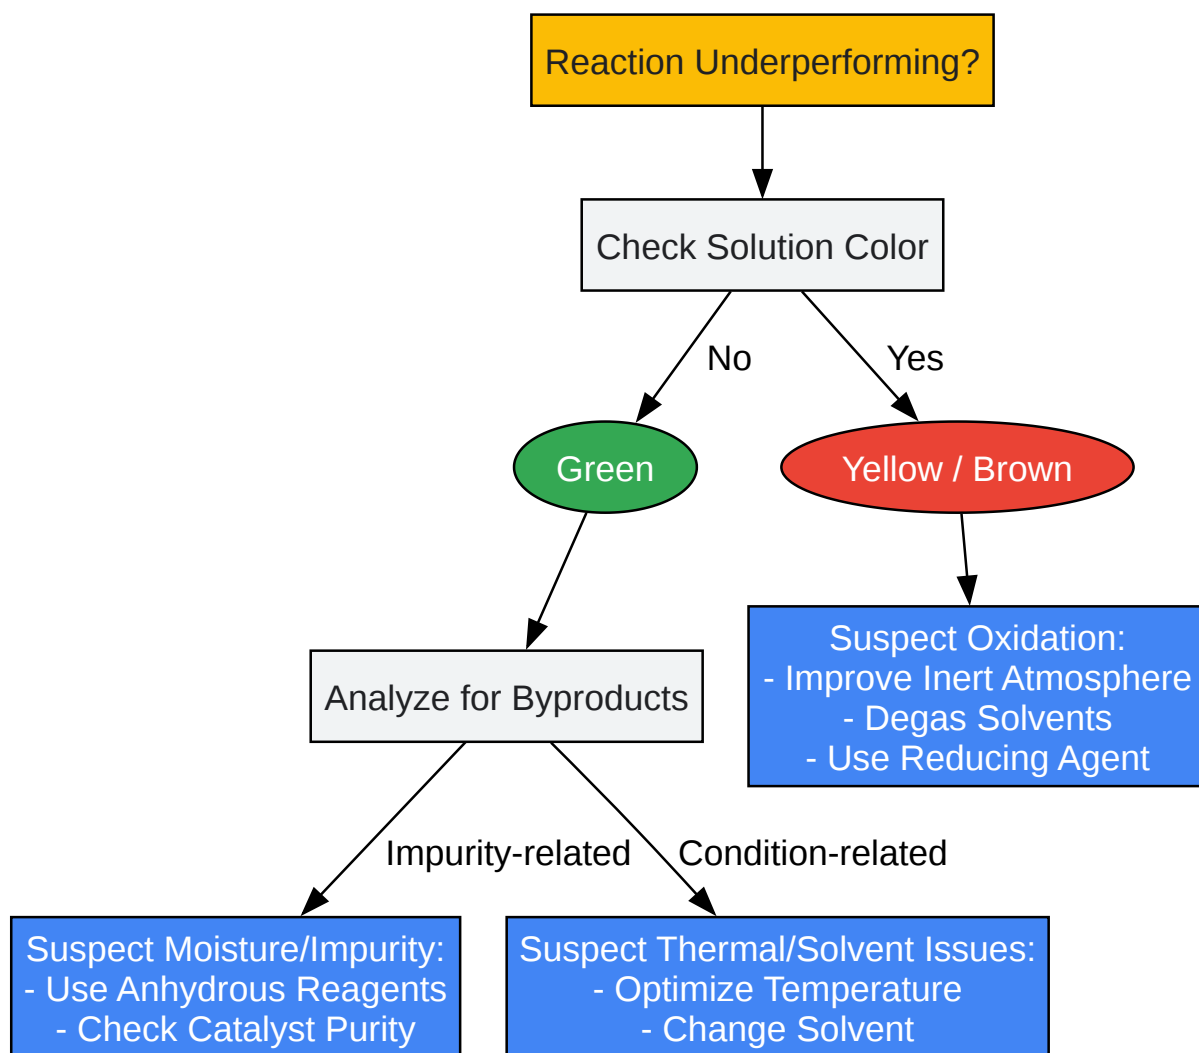 Reaction Underperforming?
Check Solution Color
No
Yes
Green
Yellow / Brown
Suspect Oxidation:
- Improve Inert Atmosphere
- Degas Solvents
- Use Reducing Agent
Analyze for Byproducts
Impurity-related
Condition-related
Suspect Moisture/Impurity:
- Use Anhydrous Reagents
- Check Catalyst Purity
Suspect Thermal/Solvent Issues:
- Optimize Temperature
- Change Solvent